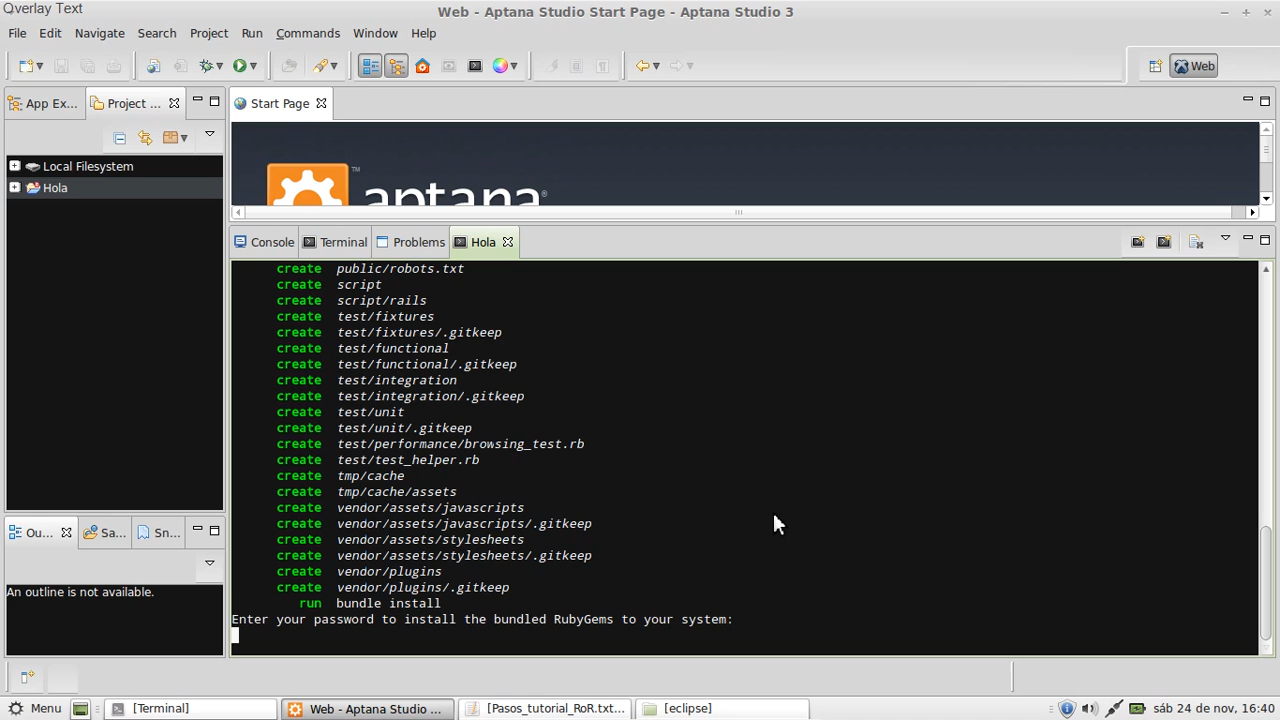 Qverlay Text
Web - Aptana Studio Start Page - Aptana Studio 3
File Edit Navigate Search Project Run Commands Window Help
Web
App Ex...
Project ...
Start Page
Local Filesystem
Hola
™
aptana®
Console
Terminal
Problems
Hola
create public/robots.txt
create script
create script/rails
create test/fixtures
create test/fixtures/.gitkeep
create test/functional
create test/functional/.gitkeep
create test/integration
create test/integration/.gitkeep
create test/unit
create test/unit/.gitkeep
create test/performance/browsing_test.rb
create test/test_helper.rb
create tmp/cache
create tmp/cache/assets
create vendor/assets/javascripts
create vendor/assets/javascripts/.gitkeep
create vendor/assets/stylesheets
create vendor/assets/stylesheets/.gitkeep
create vendor/plugins
create vendor/plugins/.gitkeep
run bundle install
Enter your password to install the bundled RubyGems to your system:
Ou...
Sa...
Sn...
An outline is not available.
Menu
[Terminal]
Web - Aptana Studio ...
[Pasos_tutorial_RoR.txt...
[eclipse]
sáb 24 de nov, 16:40